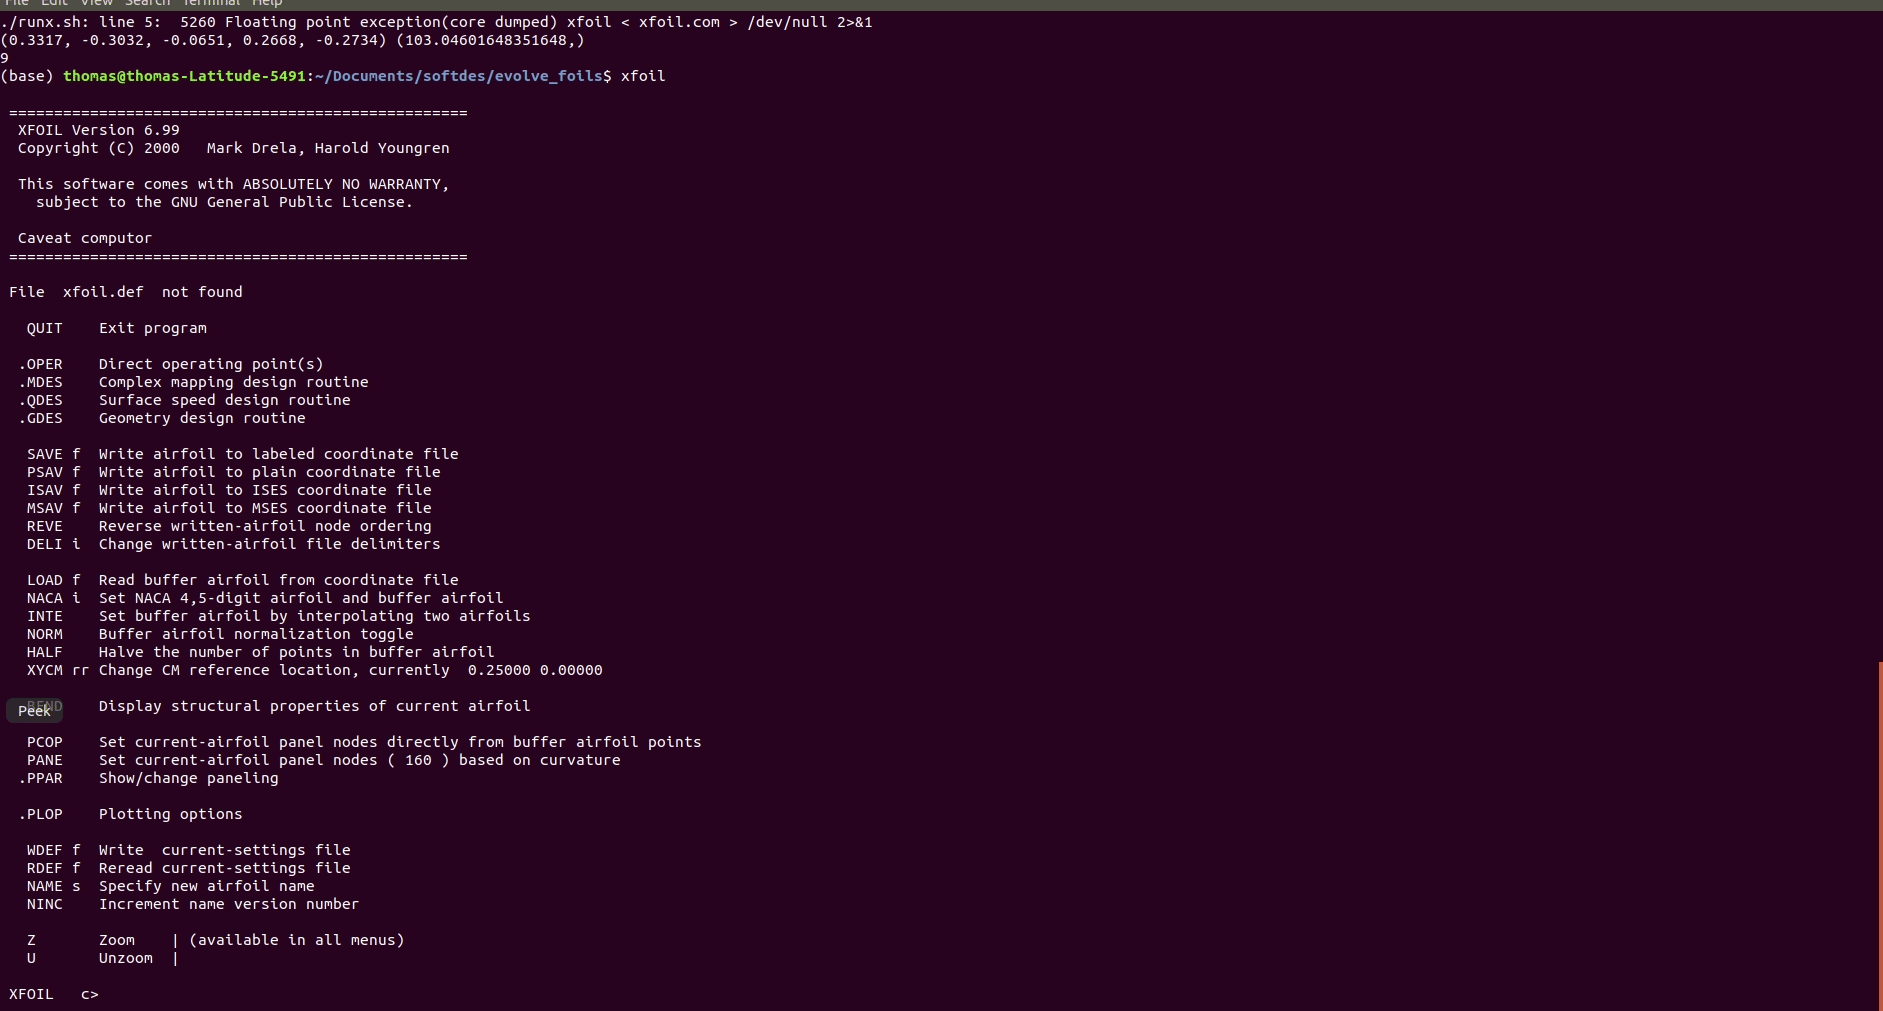 File Edit View Search Terminal Help
./runx.sh: line 5:  5260 Floating point exception(core dumped) xfoil < xfoil.com > /dev/null 2>&1
(0.3317, -0.3032, -0.0651, 0.2668, -0.2734) (103.04601648351648,)
9
(base) thomas@thomas-Latitude-5491:~/Documents/softdes/evolve_foils$ xfoil
===================================================
XFOIL Version 6.99
Copyright (C) 2000   Mark Drela, Harold Youngren
This software comes with ABSOLUTELY NO WARRANTY,
subject to the GNU General Public License.
Caveat computor
===================================================
File  xfoil.def  not found
QUIT    Exit program
.OPER    Direct operating point(s)
.MDES    Complex mapping design routine
.QDES    Surface speed design routine
.GDES    Geometry design routine
SAVE f  Write airfoil to labeled coordinate file
PSAV f  Write airfoil to plain coordinate file
ISAV f  Write airfoil to ISES coordinate file
MSAV f  Write airfoil to MSES coordinate file
REVE    Reverse written-airfoil node ordering
DELI i  Change written-airfoil file delimiters
LOAD f  Read buffer airfoil from coordinate file
NACA i  Set NACA 4,5-digit airfoil and buffer airfoil
INTE    Set buffer airfoil by interpolating two airfoils
NORM    Buffer airfoil normalization toggle
HALF    Halve the number of points in buffer airfoil
XYCM rr Change CM reference location, currently  0.25000 0.00000
BEND    Display structural properties of current airfoil
Peek
PCOP    Set current-airfoil panel nodes directly from buffer airfoil points
PANE    Set current-airfoil panel nodes ( 160 ) based on curvature
.PPAR    Show/change paneling
.PLOP    Plotting options
WDEF f  Write  current-settings file
RDEF f  Reread current-settings file
NAME s  Specify new airfoil name
NINC    Increment name version number
Z       Zoom    | (available in all menus)
U       Unzoom  |
XFOIL   c>